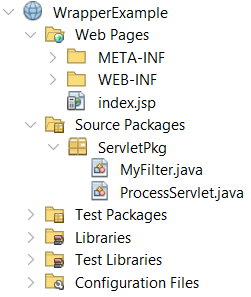 WrapperExample
Web Pages
META-INF
WEB-INF
index.jsp
Source Packages
ServletPkg
MyFilter.java
ProcessServlet.java
Test Packages
Libraries
Test Libraries
Configuration Files